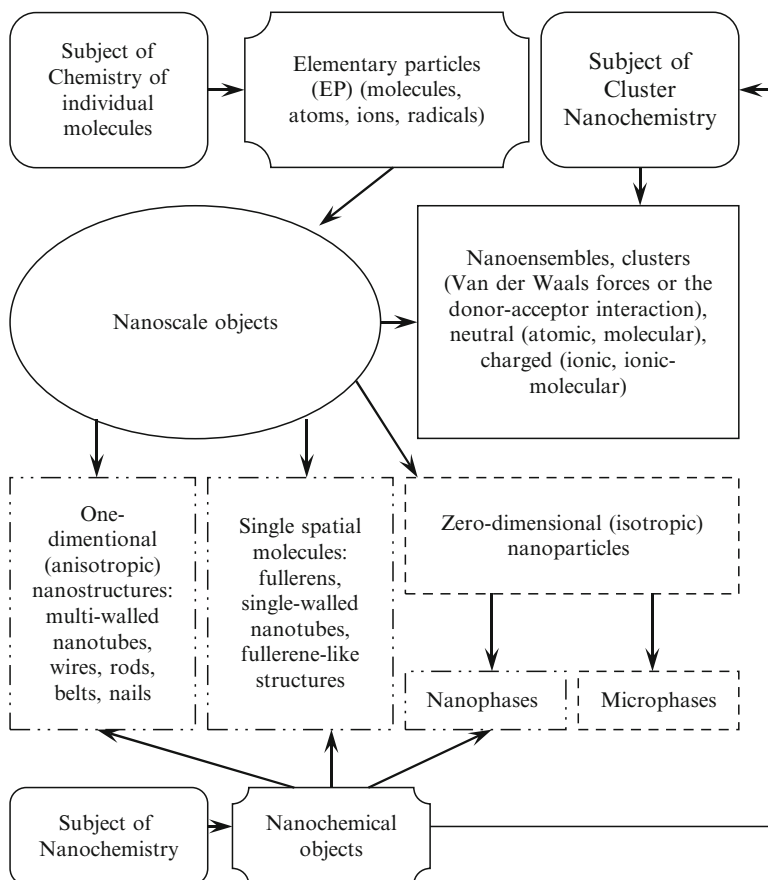 Subject of
Chemistry of
individual
molecules
Elementary particles
(EP) (molecules,
atoms, ions, radicals)
Subject of
Cluster
Nanochemistry
Nanoscale objects
Nanoensembles, clusters
(Van der Waals forces or the
donor-acceptor interaction),
neutral (atomic, molecular),
charged (ionic, ionic-
molecular)
One-
dimentional
(anisotropic)
nanostructures:
multi-walled
nanotubes,
wires, rods,
belts, nails
Single spatial
molecules:
fullerens,
single-walled
nanotubes,
fullerene-like
structures
Zero-dimensional (isotropic)
nanoparticles
Nanophases
Microphases
Subject of
Nanochemistry
Nanochemical
objects